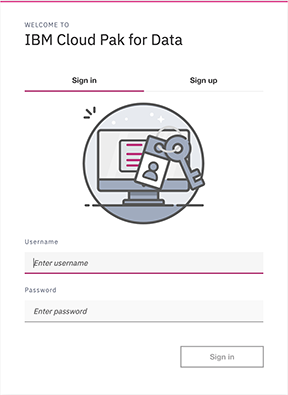 WELCOME TO
IBM Cloud Pak for Data
Sign in
Sign up
Username
Enter username
Password
Enter password
Sign in